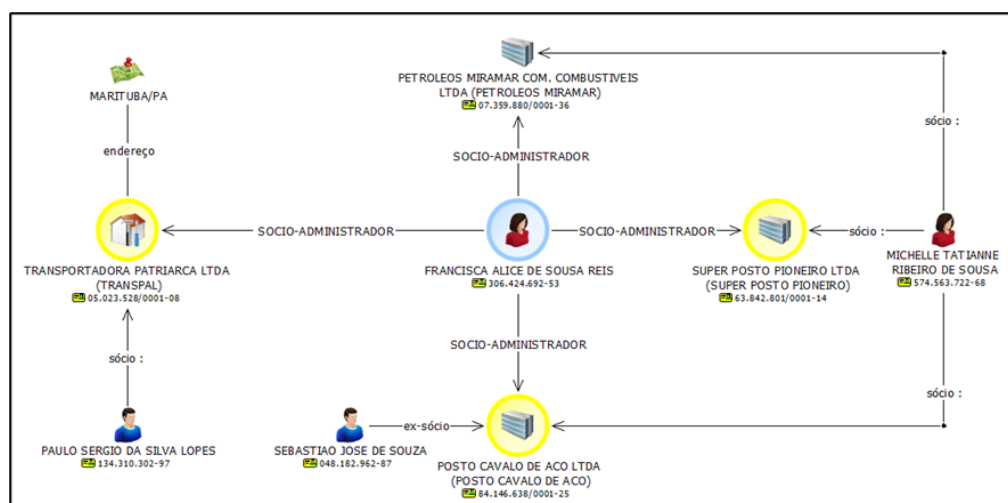 PETROLEOS MIRAMAR COM. COMBUSTIVEIS
LTDA (PETROLEOS MIRAMAR)
07.359.880/0001-36
MARITUBA/PA
sócio :
endereço
SOCIO-ADMINISTRADOR
SOCIO-ADMINISTRADOR
SOCIO-ADMINISTRADOR
sócio :
TRANSPORTADORA PATRIARCA LTDA
(TRANSPAL)
05.023.528/0001-08
FRANCISCA ALICE DE SOUSA REIS
306.424.692-53
SUPER POSTO PIONEIRO LTDA
(SUPER POSTO PIONEIRO)
63.842.801/0001-14
MICHELLE TATIANNE
RIBEIRO DE SOUSA
574.563.722-68
SOCIO-ADMINISTRADOR
sócio :
sócio :
ex-sócio
PAULO SERGIO DA SILVA LOPES
134.310.302-97
SEBASTIAO JOSE DE SOUZA
048.182.962-87
POSTO CAVALO DE ACO LTDA
(POSTO CAVALO DE ACO)
84.146.638/0001-25